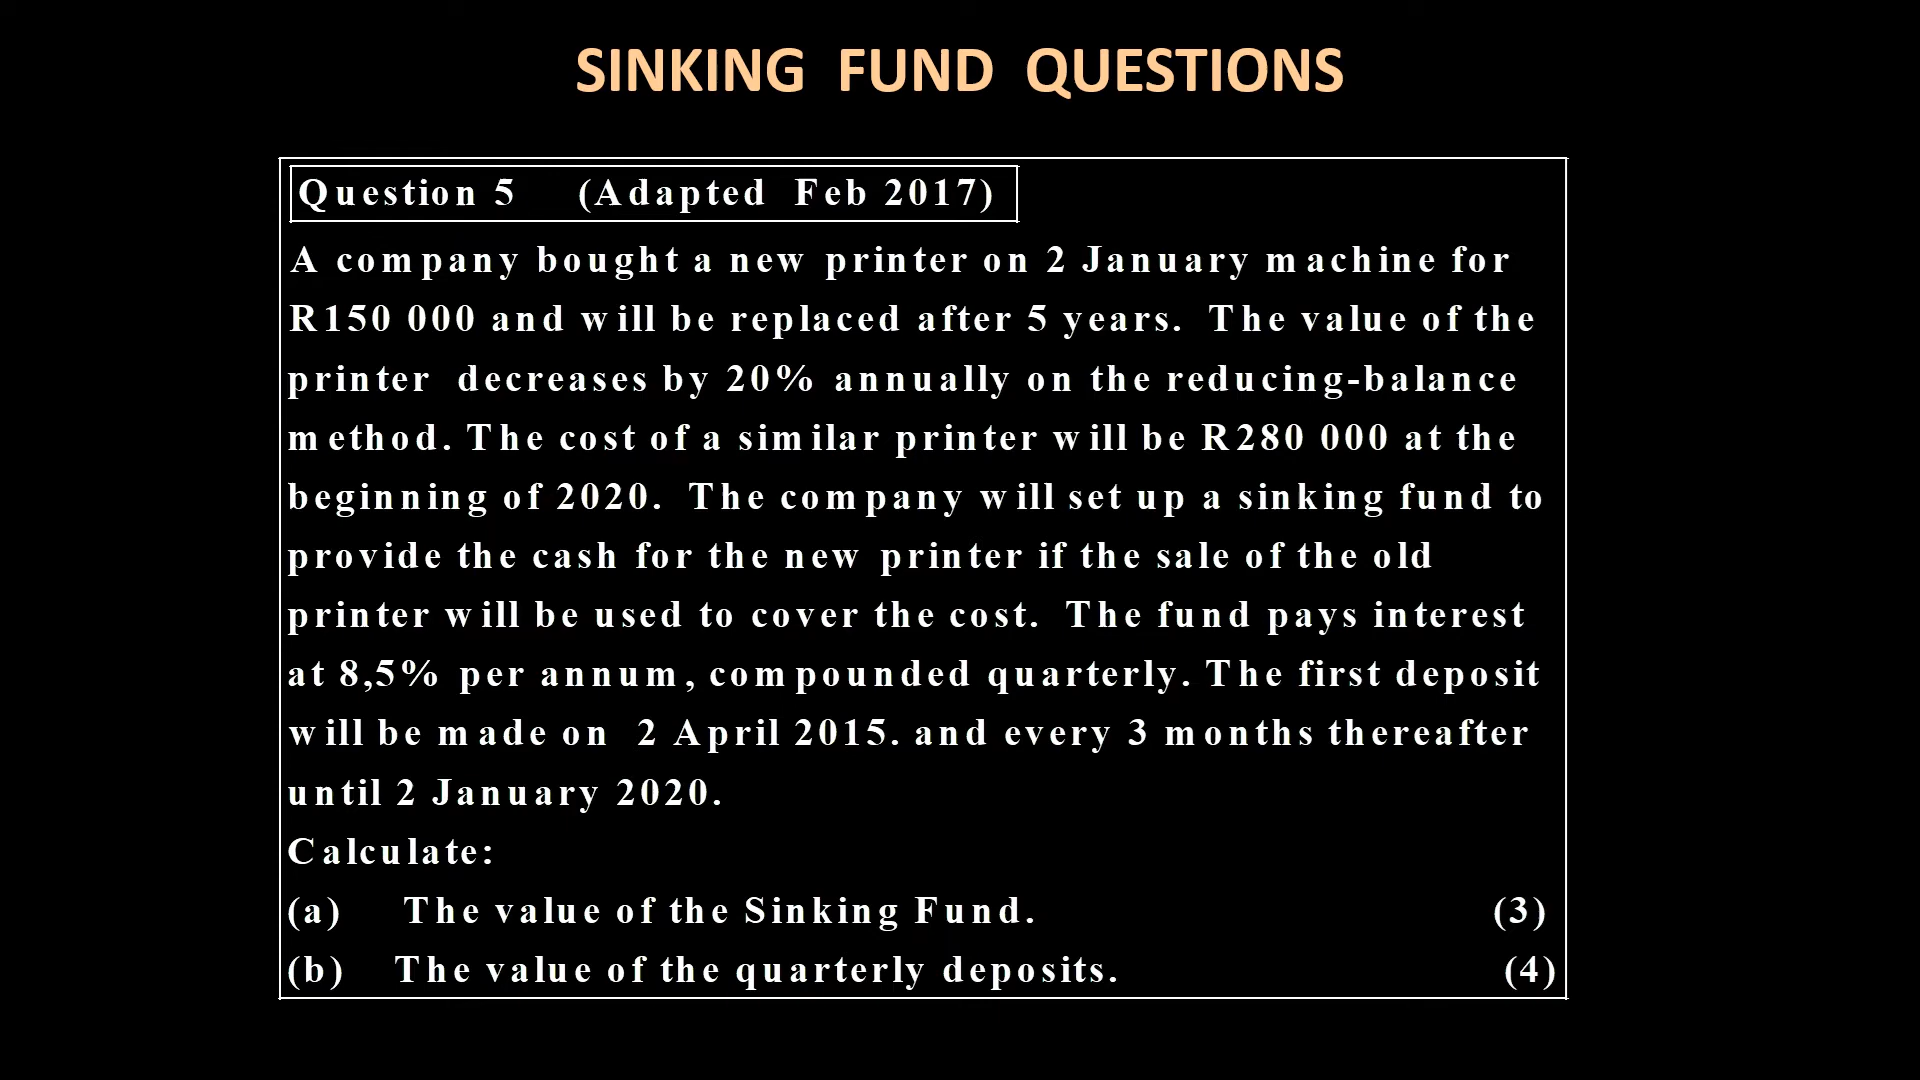 SINKING FUND QUESTIONS
Question 5 (Adapted Feb 2017)
A company bought a new printer on 2 January machine for
R150 000 and will be replaced after 5 years. The value of the
printer decreases by 20% annually on the reducing-balance
method. The cost of a similar printer will be R280 000 at the
beginning of 2020. The company will set up a sinking fund to
provide the cash for the new printer if the sale of the old
printer will be used to cover the cost. The fund pays interest
at 8,5% per annum, compounded quarterly. The first deposit
will be made on 2 April 2015. and every 3 months thereafter
until 2 January 2020.
Calculate:
(a) The value of the Sinking Fund. (3)
(b) The value of the quarterly deposits. (4)